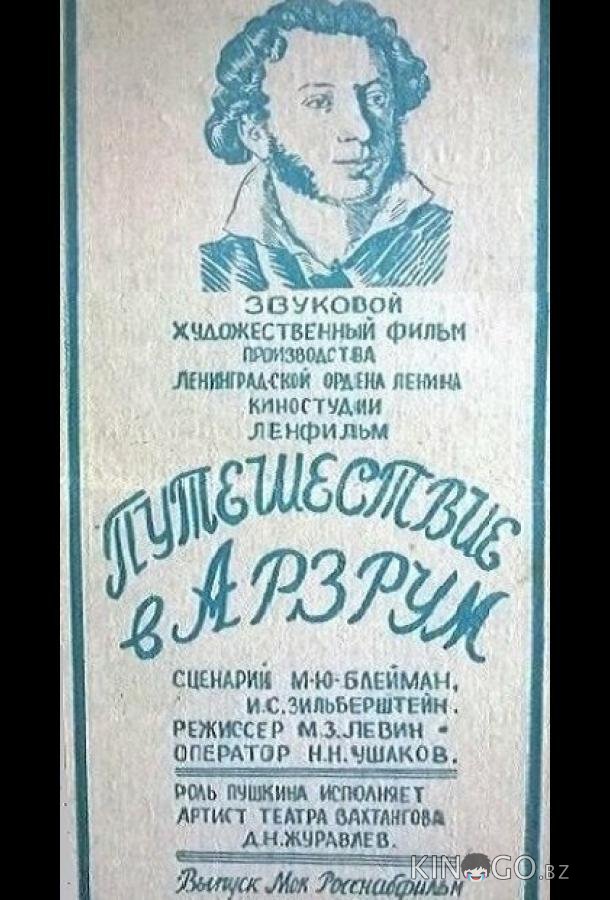 ЗВУКОВОЙ
ХУДОЖЕСТВЕННЫЙ ФИЛЬМ
ПРОИЗВОДСТВА
ЛЕНИНГРАДСКОЙ ОРДЕНА ЛЕНИНА
КИНОСТУДИИ
ЛЕНФИЛЬМ
ПУТЕШЕСТВИЕ
в АРЗРУМ
СЦЕНАРИЙ М-Ю-БЛЕЙМАН,
И.С.ЗИЛЬБЕРШТЕЙН.
РЕЖИССЕР М.З.ЛЕВИН -
ОПЕРАТОР Н.Н.УШАКОВ.
РОЛЬ ПУШКИНА ИСПОЛНЯЕТ
АРТИСТ ТЕАТРА ВАХТАНГОВА
Д.Н.ЖУРАВЛЕВ.
Выпуск Мок Росснабфильм
KINOGO.BZ